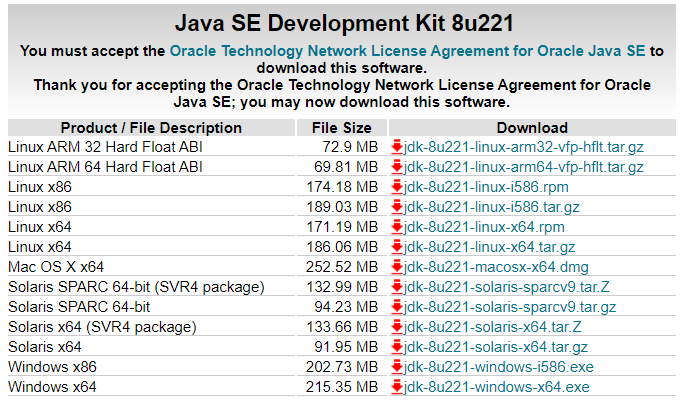 Java SE Development Kit 8u221
You must accept the Oracle Technology Network License Agreement for Oracle Java SE to
download this software.
Thank you for accepting the Oracle Technology Network License Agreement for Oracle
Java SE; you may now download this software.
Product / File Description File Size Download
Linux ARM 32 Hard Float ABI 72.9 MB jdk-8u221-linux-arm32-vfp-hflt.tar.gz
Linux ARM 64 Hard Float ABI 69.81 MB jdk-8u221-linux-arm64-vfp-hflt.tar.gz
Linux x86 174.18 MB jdk-8u221-linux-i586.rpm
Linux x86 189.03 MB jdk-8u221-linux-i586.tar.gz
Linux x64 171.19 MB jdk-8u221-linux-x64.rpm
Linux x64 186.06 MB jdk-8u221-linux-x64.tar.gz
Mac OS X x64 252.52 MB jdk-8u221-macosx-x64.dmg
Solaris SPARC 64-bit (SVR4 package) 132.99 MB jdk-8u221-solaris-sparcv9.tar.Z
Solaris SPARC 64-bit 94.23 MB jdk-8u221-solaris-sparcv9.tar.gz
Solaris x64 (SVR4 package) 133.66 MB jdk-8u221-solaris-x64.tar.Z
Solaris x64 91.95 MB jdk-8u221-solaris-x64.tar.gz
Windows x86 202.73 MB jdk-8u221-windows-i586.exe
Windows x64 215.35 MB jdk-8u221-windows-x64.exe